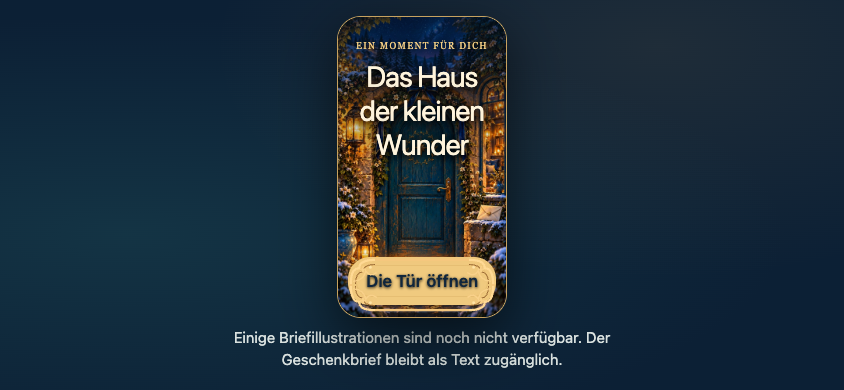 EIN MOMENT FÜR DICH
Das Haus
der kleinen
Wunder
Die Tür öffnen
Einige Briefillustrationen sind noch nicht verfügbar. Der
Geschenkbrief bleibt als Text zugänglich.